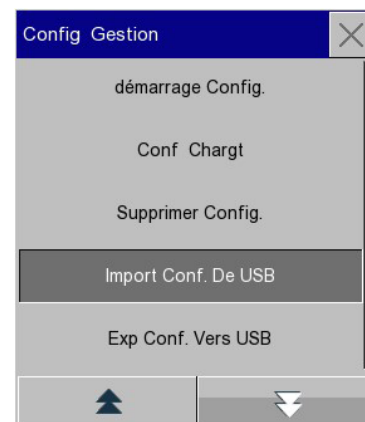 Config Gestion
démarrage Config.
Conf Chargt
Supprimer Config.
Import Conf. De USB
Exp Conf. Vers USB